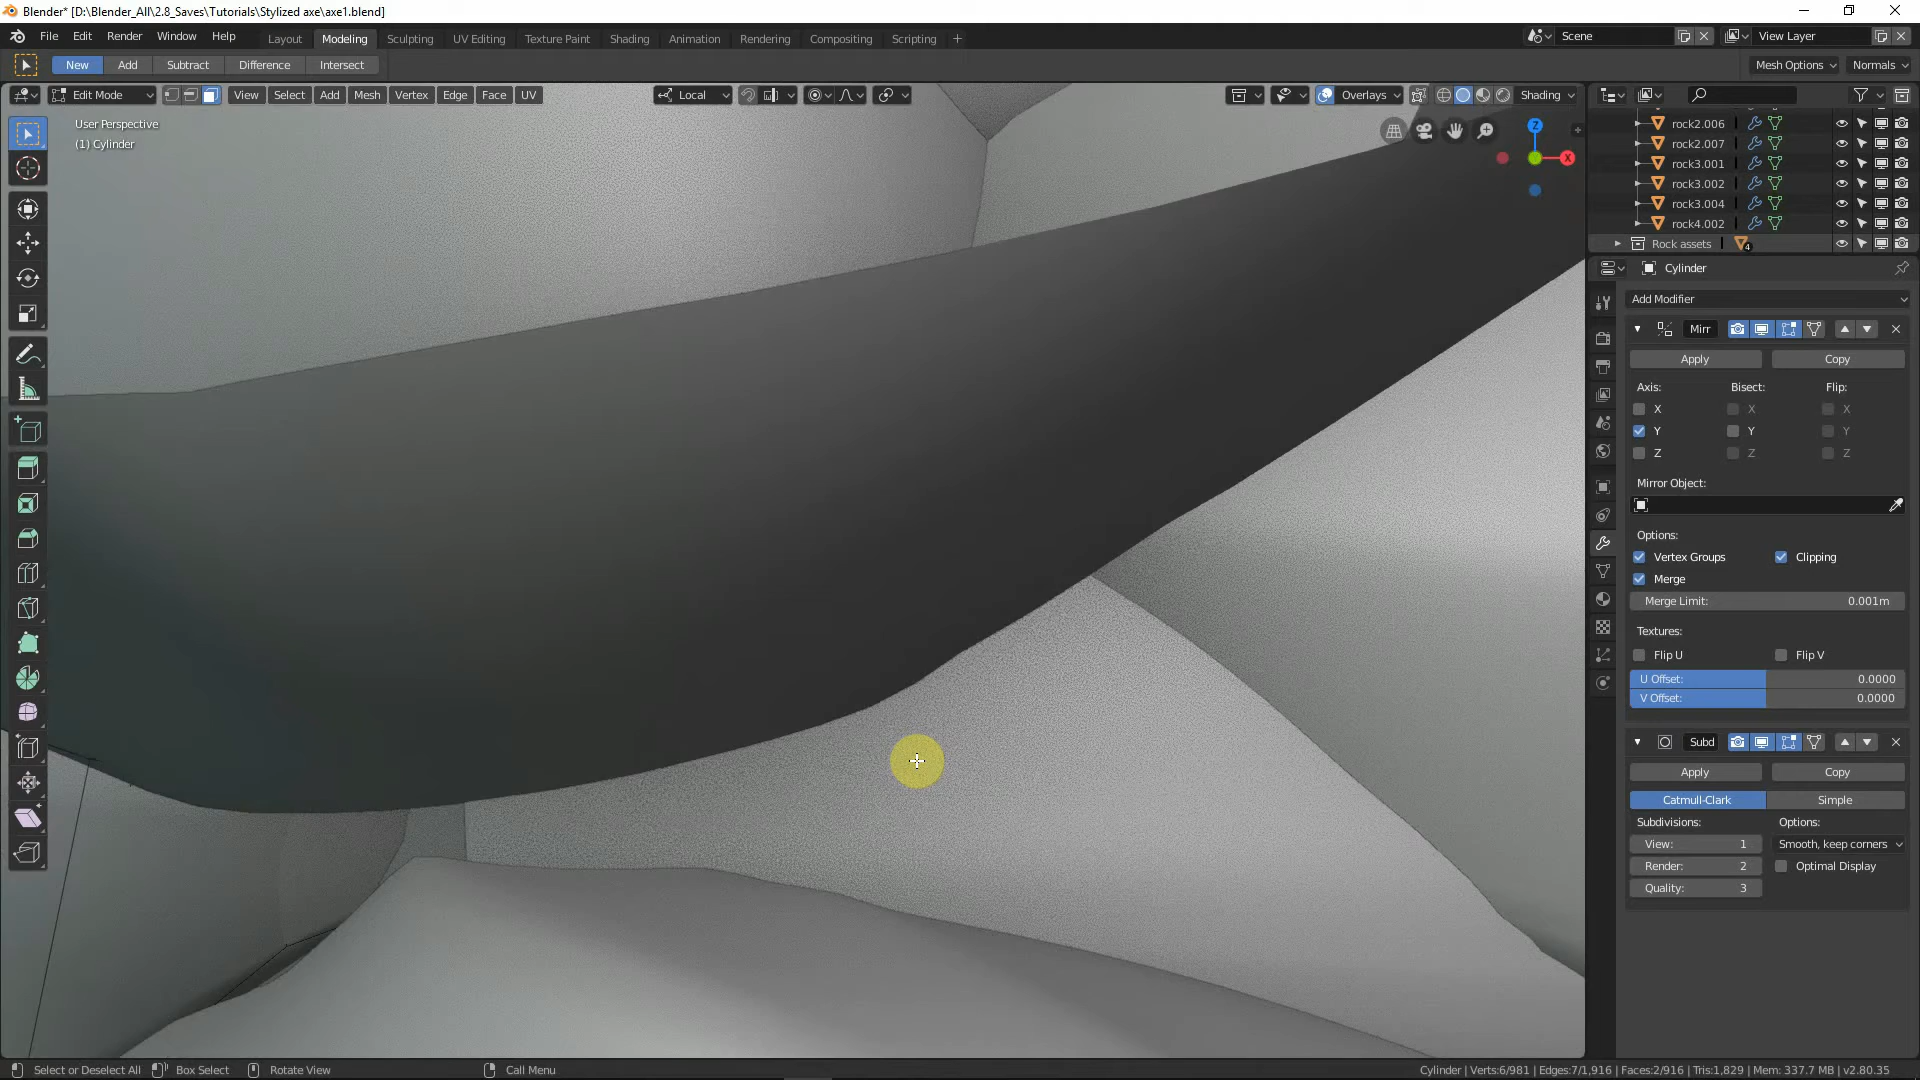 Blender* [D:\Blender_All\2.8_Saves\Tutorials\Stylized axe\axe1.blend]
File Edit Render Window Help
Layout Modeling Sculpting UV Editing Texture Paint Shading Animation Rendering Compositing Scripting +
Scene
View Layer
New Add Subtract Difference Intersect
Mesh Options Normals
Edit Mode
View Select Add Mesh Vertex Edge Face UV
Local
Overlays
Shading
User Perspective
(1) Cylinder
Z
X
rock2.006
rock2.007
rock3.001
rock3.002
rock3.004
rock4.002
Rock assets
4
Cylinder
Add Modifier
Mirr
Apply Copy
Axis: Bisect: Flip:
X X X
Y Y Y
Z Z Z
Mirror Object:
Options:
Vertex Groups Clipping
Merge
Merge Limit: 0.001m
Textures:
Flip U Flip V
U Offset: 0.0000
V Offset: 0.0000
Subd
Apply Copy
Catmull-Clark Simple
Subdivisions: Options:
View: 1 Smooth, keep corners
Render: 2 Optimal Display
Quality: 3
Select or Deselect All Box Select Rotate View Call Menu
Cylinder | Verts:6/981 | Edges:7/1,916 | Faces:2/916 | Tris:1,829 | Mem: 337.7 MB | v2.80.35